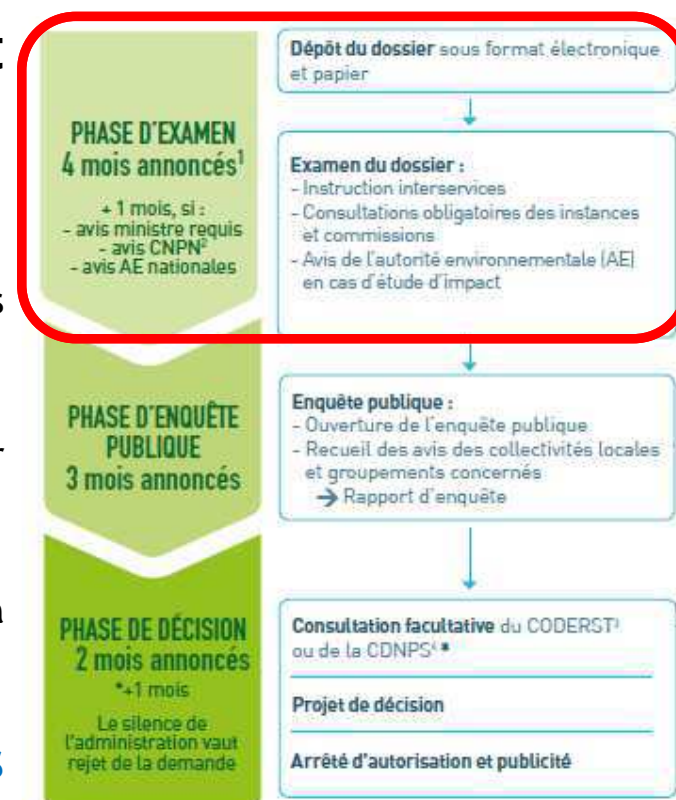 Dépôt du dossier sous format électronique
et papier
PHASE D'EXAMEN
4 mois annoncés¹
+ 1 mois, si :
- avis ministre requis
- avis CNPN²
- avis AE nationales
Examen du dossier :
- Instruction interservices
- Consultations obligatoires des instances
et commissions
- Avis de l'autorité environnementale (AE)
en cas d'étude d'impact
PHASE D'ENQUÊTE
PUBLIQUE
3 mois annoncés
Enquête publique :
- Ouverture de l'enquête publique
- Recueil des avis des collectivités locales
et groupements concernés
→ Rapport d'enquête
PHASE DE DÉCISION
2 mois annoncés
*+1 mois
Le silence de
l'administration vaut
rejet de la demande
Consultation facultative du CODERST³
ou de la CDNPS⁴ *
Projet de décision
Arrêté d'autorisation et publicité